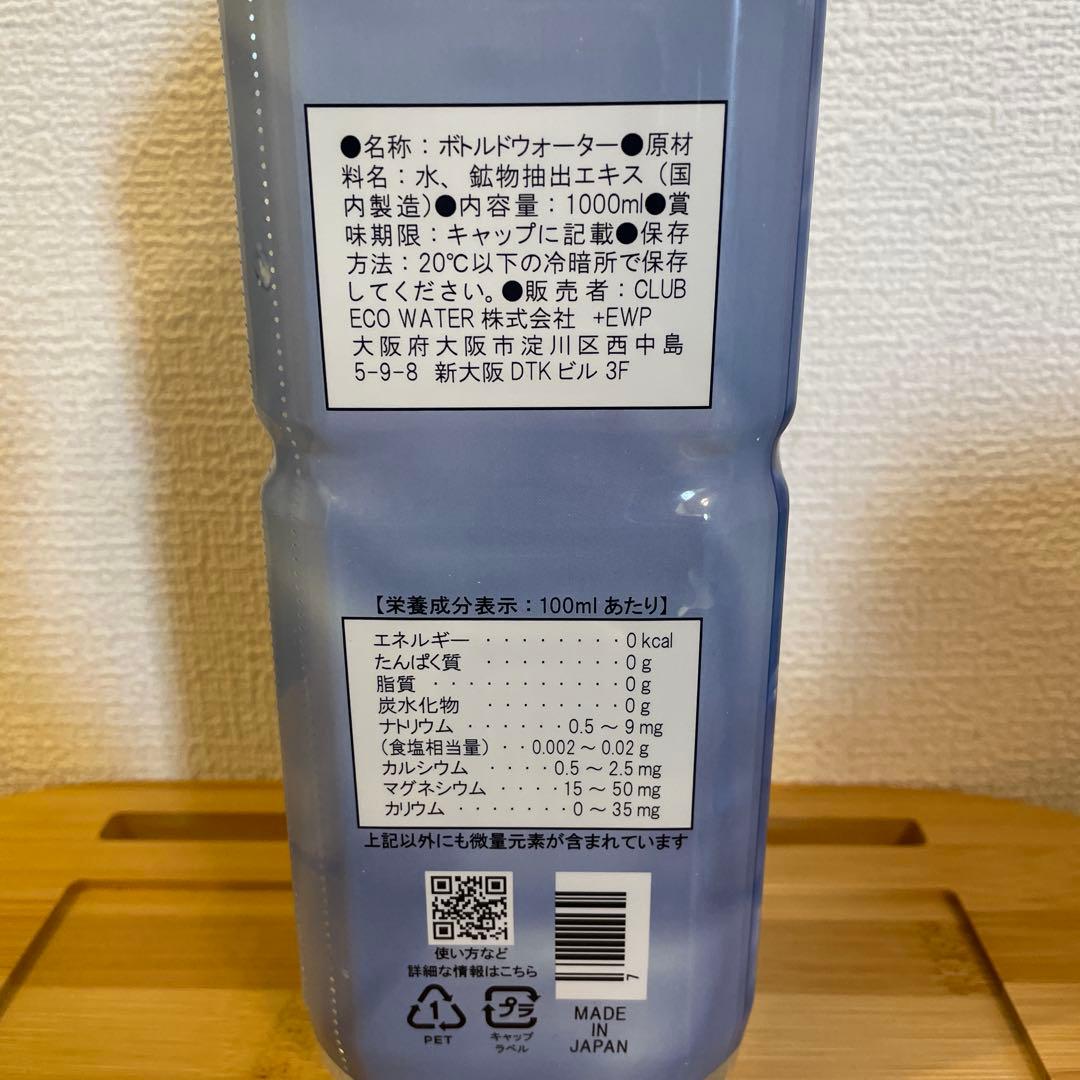 ●名称：ボトルドウォーター●原材
料名：水、鉱物抽出エキス（国
内製造）●内容量：1000ml●賞
味期限：キャップに記載●保存
方法：20℃以下の冷暗所で保存
してください。●販売者：CLUB
ECO WATER 株式会社 +EWP
大阪府大阪市淀川区西中島
5-9-8 新大阪 DTK ビル 3F
【栄養成分表示：100ml あたり】
エネルギー ・・・・・・・・・0 kcal
たんぱく質 ・・・・・・・・・0 g
脂質 ・・・・・・・・・・・・0 g
炭水化物 ・・・・・・・・・0 g
ナトリウム ・・・・・・0.5 ～ 9 mg
（食塩相当量）・・0.002 ～ 0.02 g
カルシウム ・・・・0.5 ～ 2.5 mg
マグネシウム ・・・・15 ～ 50 mg
カリウム ・・・・・・・0 ～ 35 mg
上記以外にも微量元素が含まれています
使い方など
詳細な情報はこちら
7
1
PET
プラ
キャップ
ラベル
MADE
IN
JAPAN